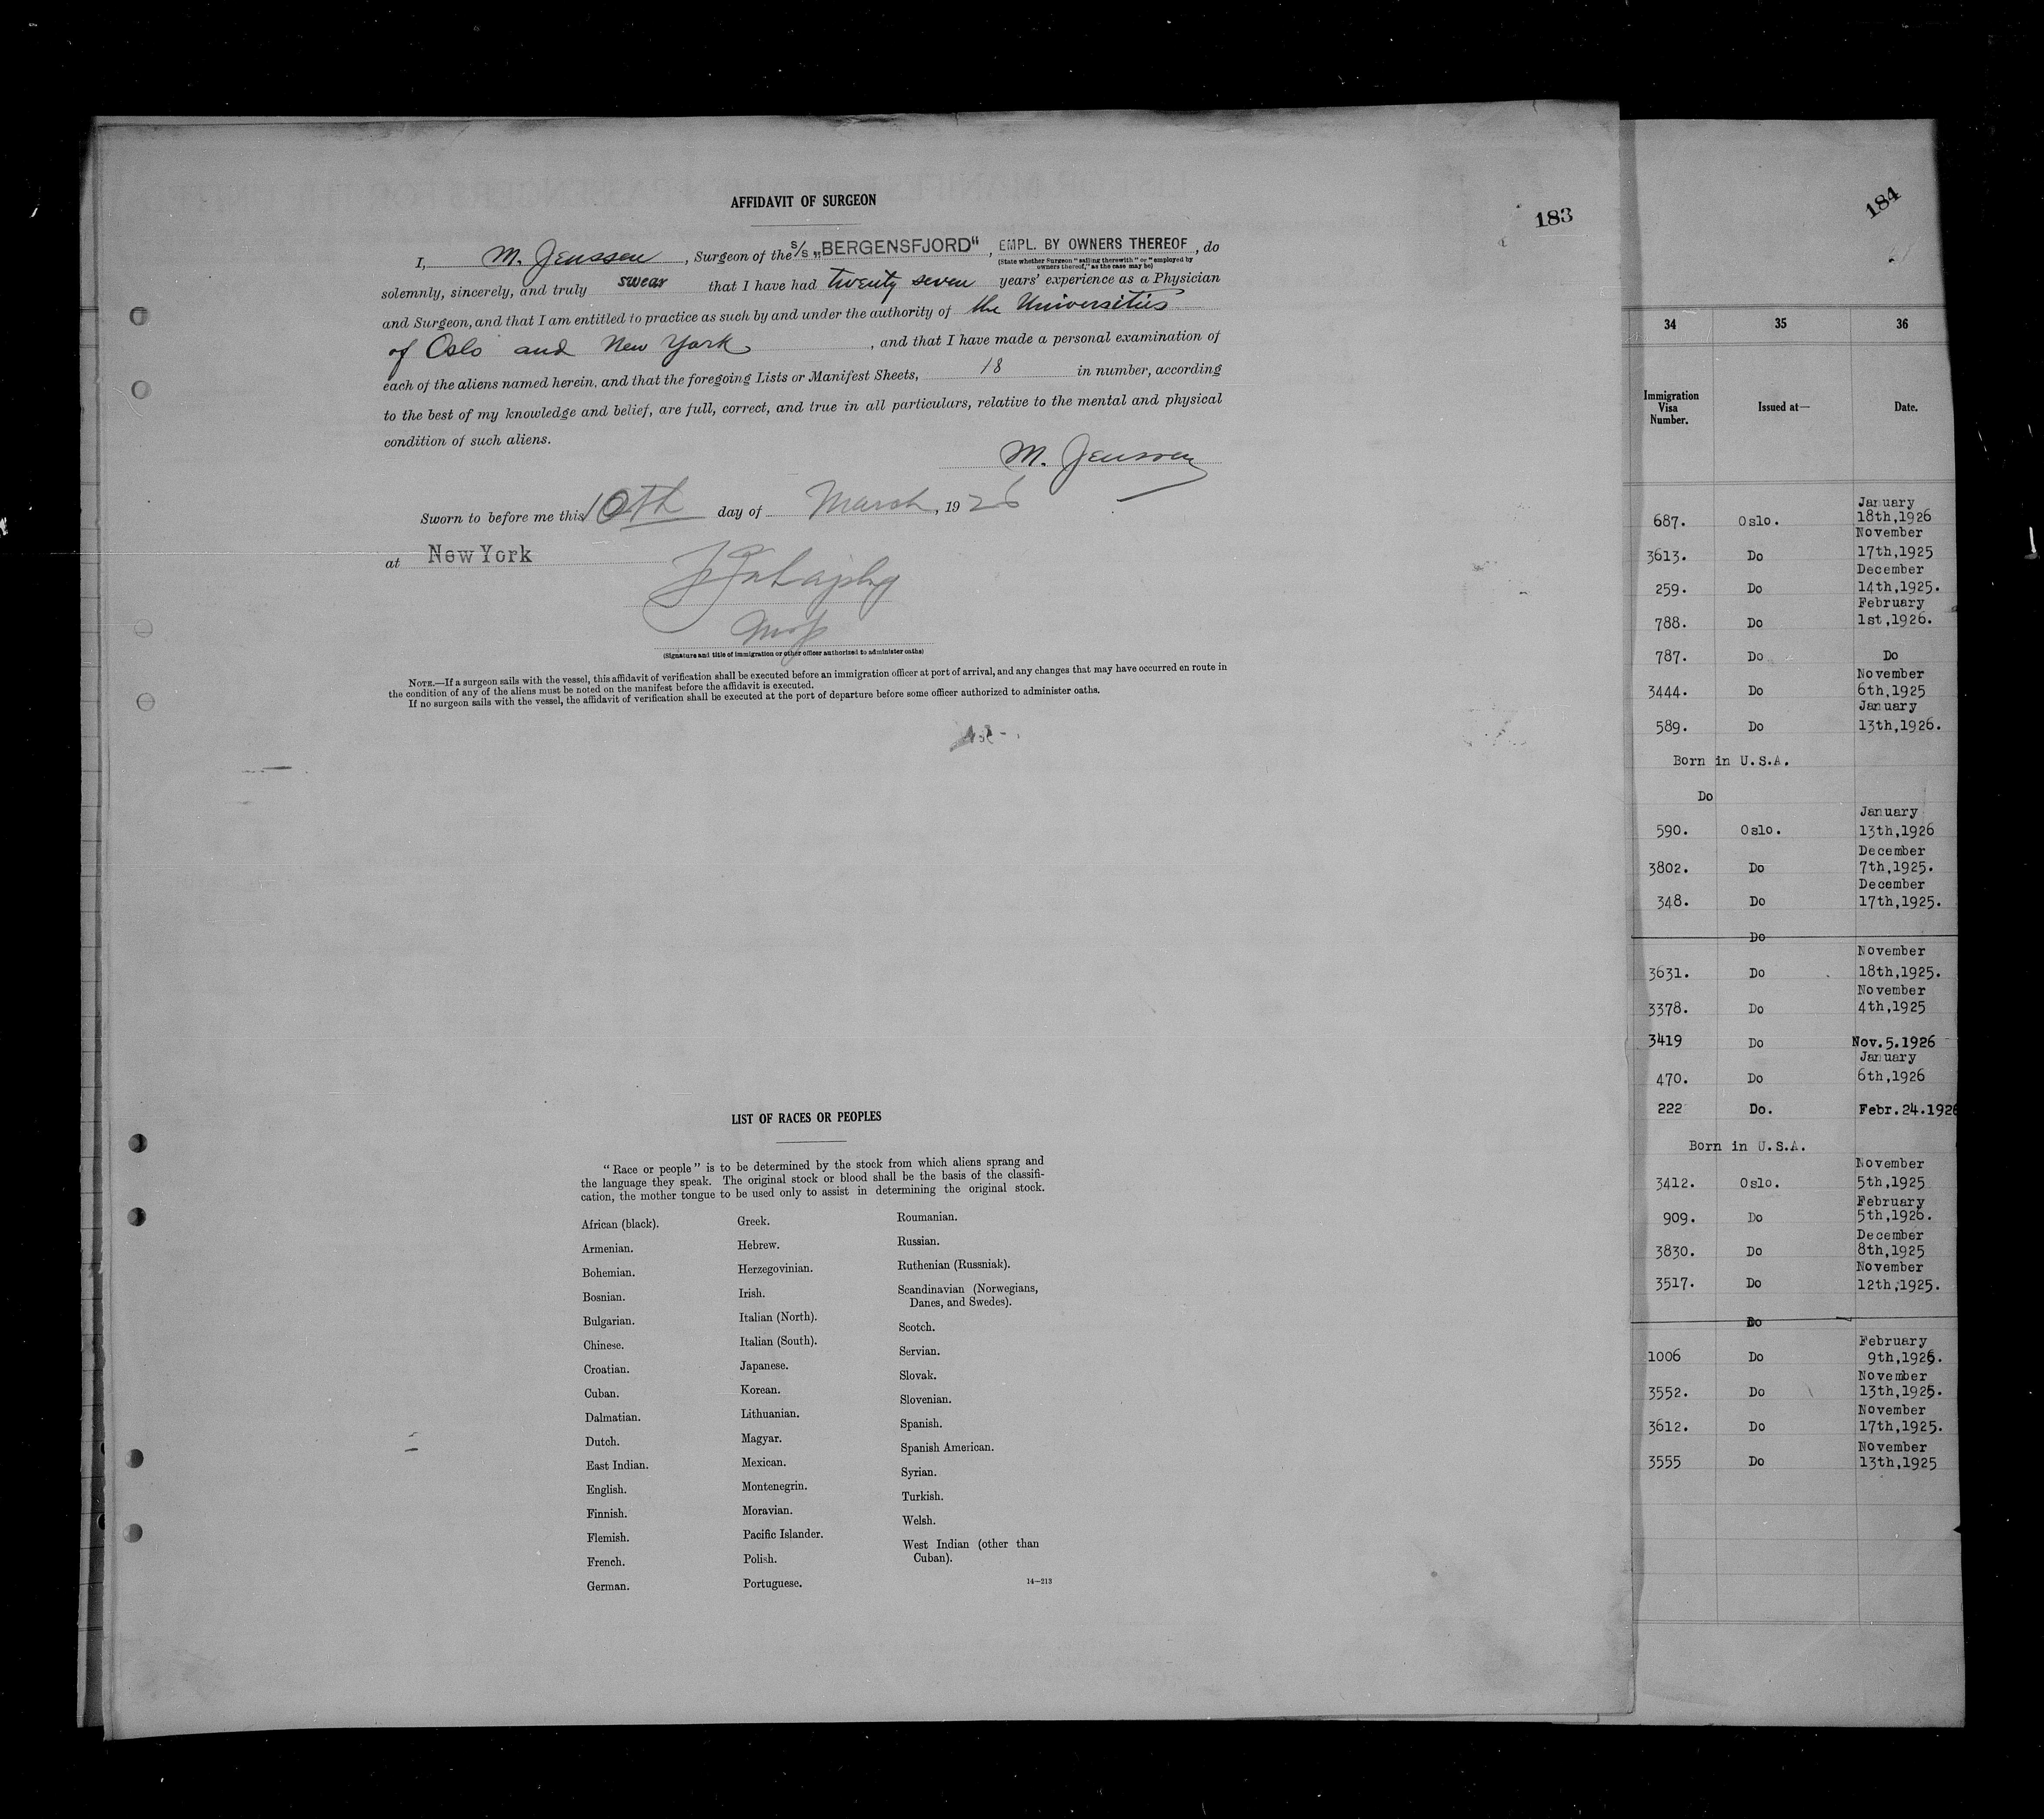 AFFIDAVIT OF SURGEON
183
I, M. Jenssen, Surgeon of the S/S „BERGENSFJORD", EMPL. BY OWNERS THEREOF, do
(State whether Surgeon "sailing therewith" or "employed by
owners thereof," as the case may be)
solemnly, sincerely, and truly swear that I have had twenty seven years' experience as a Physician
and Surgeon, and that I am entitled to practice as such by and under the authority of the Universities
of Oslo and New York, and that I have made a personal examination of
each of the aliens named herein, and that the foregoing Lists or Manifest Sheets, 18 in number, according
to the best of my knowledge and belief, are full, correct, and true in all particulars, relative to the mental and physical
condition of such aliens.
M. Jenssen
Sworn to before me this 10th day of March, 1926
at New York
(Signature and title of immigration or other officer authorized to administer oaths)
NOTE.—If a surgeon sails with the vessel, this affidavit of verification shall be executed before an immigration officer at port of arrival, and any changes that may have occurred en route in
the condition of any of the aliens must be noted on the manifest before the affidavit is executed.
If no surgeon sails with the vessel, the affidavit of verification shall be executed at the port of departure before some officer authorized to administer oaths.
LIST OF RACES OR PEOPLES
"Race or people" is to be determined by the stock from which aliens sprang and
the language they speak. The original stock or blood shall be the basis of the classifi-
cation, the mother tongue to be used only to assist in determining the original stock.
African (black).
Armenian.
Bohemian.
Bosnian.
Bulgarian.
Chinese.
Croatian.
Cuban.
Dalmatian.
Dutch.
East Indian.
English.
Finnish.
Flemish.
French.
German.
Greek.
Hebrew.
Herzegovinian.
Irish.
Italian (North).
Italian (South).
Japanese.
Korean.
Lithuanian.
Magyar.
Mexican.
Montenegrin.
Moravian.
Pacific Islander.
Polish.
Portuguese.
Roumanian.
Russian.
Ruthenian (Russniak).
Scandinavian (Norwegians,
Danes, and Swedes).
Scotch.
Servian.
Slovak.
Slovenian.
Spanish.
Spanish American.
Syrian.
Turkish.
Welsh.
West Indian (other than
Cuban).
14—213
184
34 35 36
Immigration
Visa
Number.
Issued at—
Date.
January
687. Oslo. 18th,1926
November
3613. Do 17th,1925
December
259. Do 14th,1925.
February
788. Do 1st,1926.
787. Do Do
November
3444. Do 6th,1925
January
589. Do 13th,1926.
Born in U.S.A.
Do
January
590. Oslo. 13th,1926
December
3802. Do 7th,1925.
December
348. Do 17th,1925.
Do
November
3631. Do 18th,1925.
November
3378. Do 4th,1925
3419 Do Nov.5.1926
January
470. Do 6th,1926
222 Do. Febr.24.1926
Born in U.S.A.
November
3412. Oslo. 5th,1925
February
909. Do 5th,1926.
December
3830. Do 8th,1925
November
3517. Do 12th,1925.
Do
February
1006 Do 9th,1926.
November
3552. Do 13th,1925.
November
3612. Do 17th,1925.
November
3555 Do 13th,1925